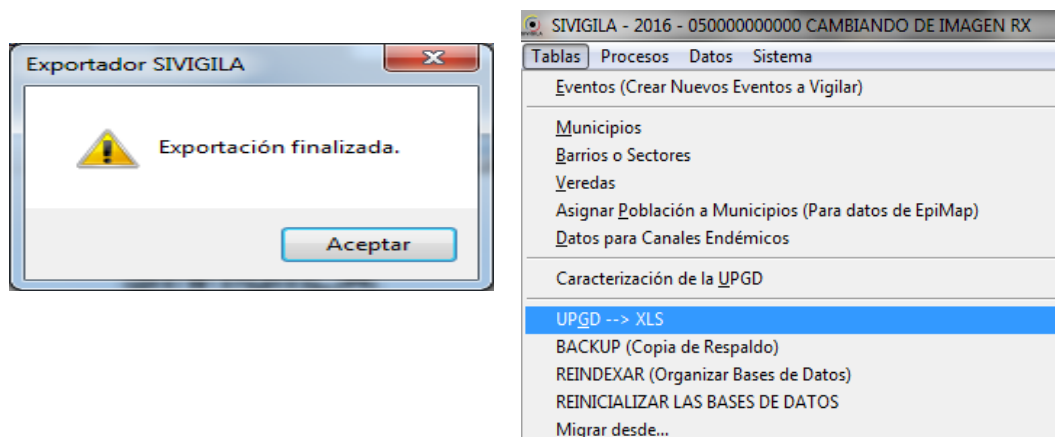 Exportador SIVIGILA
Exportación finalizada.
Aceptar
SIVIGILA - 2016 - 050000000000 CAMBIANDO DE IMAGEN RX
Tablas Procesos Datos Sistema
Eventos (Crear Nuevos Eventos a Vigilar)
Municipios
Barrios o Sectores
Veredas
Asignar Población a Municipios (Para datos de EpiMap)
Datos para Canales Endémicos
Caracterización de la UPGD
UPGD --> XLS
BACKUP (Copia de Respaldo)
REINDEXAR (Organizar Bases de Datos)
REINICIALIZAR LAS BASES DE DATOS
Migrar desde...